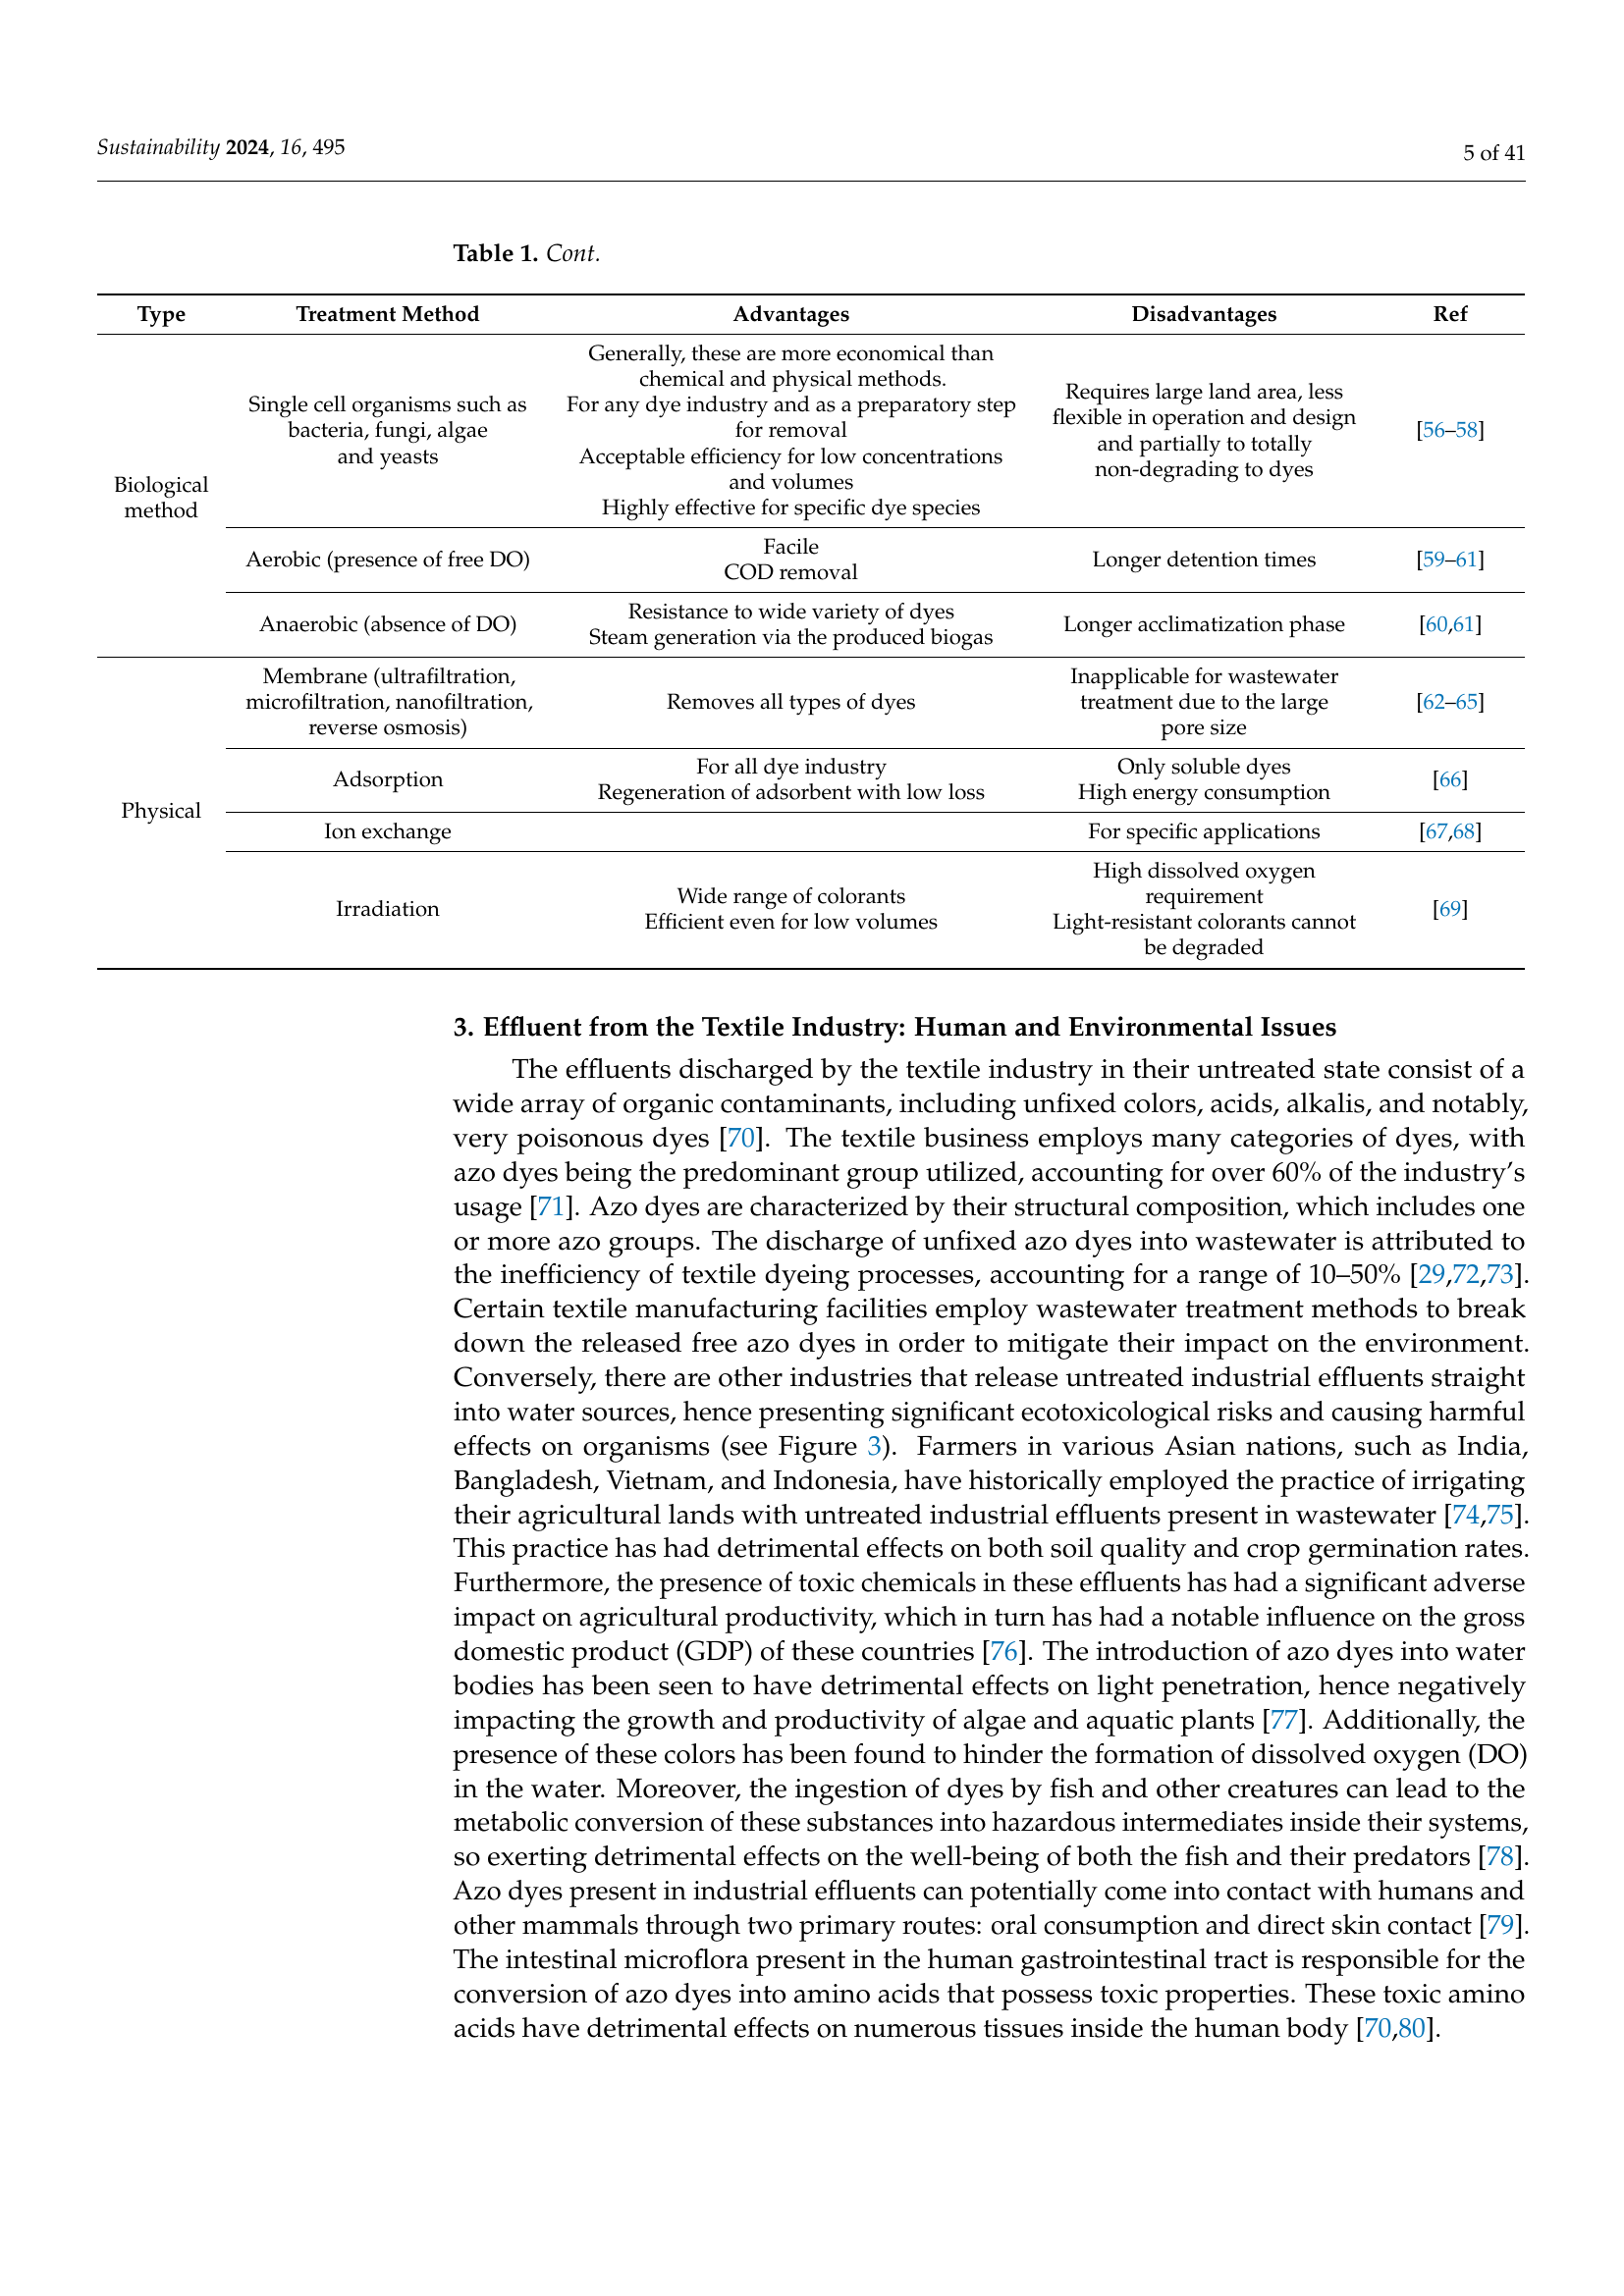 Sustainability 2024, 16, 495
5 of 41
Table 1. Cont.
Type Treatment Method Advantages Disadvantages Ref
Biological
method
Single cell organisms such as
bacteria, fungi, algae
and yeasts
Generally, these are more economical than
chemical and physical methods.
For any dye industry and as a preparatory step
for removal
Acceptable efficiency for low concentrations
and volumes
Highly effective for specific dye species
Requires large land area, less
flexible in operation and design
and partially to totally
non-degrading to dyes
[56–58]
Aerobic (presence of free DO)
Facile
COD removal
Longer detention times
[59–61]
Anaerobic (absence of DO)
Resistance to wide variety of dyes
Steam generation via the produced biogas
Longer acclimatization phase
[60,61]
Physical
Membrane (ultrafiltration,
microfiltration, nanofiltration,
reverse osmosis)
Removes all types of dyes
Inapplicable for wastewater
treatment due to the large
pore size
[62–65]
Adsorption
For all dye industry
Regeneration of adsorbent with low loss
Only soluble dyes
High energy consumption
[66]
Ion exchange
For specific applications
[67,68]
Irradiation
Wide range of colorants
Efficient even for low volumes
High dissolved oxygen
requirement
Light-resistant colorants cannot
be degraded
[69]
3. Effluent from the Textile Industry: Human and Environmental Issues
The effluents discharged by the textile industry in their untreated state consist of a
wide array of organic contaminants, including unfixed colors, acids, alkalis, and notably,
very poisonous dyes [70]. The textile business employs many categories of dyes, with
azo dyes being the predominant group utilized, accounting for over 60% of the industry's
usage [71]. Azo dyes are characterized by their structural composition, which includes one
or more azo groups. The discharge of unfixed azo dyes into wastewater is attributed to
the inefficiency of textile dyeing processes, accounting for a range of 10–50% [29,72,73].
Certain textile manufacturing facilities employ wastewater treatment methods to break
down the released free azo dyes in order to mitigate their impact on the environment.
Conversely, there are other industries that release untreated industrial effluents straight
into water sources, hence presenting significant ecotoxicological risks and causing harmful
effects on organisms (see Figure 3). Farmers in various Asian nations, such as India,
Bangladesh, Vietnam, and Indonesia, have historically employed the practice of irrigating
their agricultural lands with untreated industrial effluents present in wastewater [74,75].
This practice has had detrimental effects on both soil quality and crop germination rates.
Furthermore, the presence of toxic chemicals in these effluents has had a significant adverse
impact on agricultural productivity, which in turn has had a notable influence on the gross
domestic product (GDP) of these countries [76]. The introduction of azo dyes into water
bodies has been seen to have detrimental effects on light penetration, hence negatively
impacting the growth and productivity of algae and aquatic plants [77]. Additionally, the
presence of these colors has been found to hinder the formation of dissolved oxygen (DO)
in the water. Moreover, the ingestion of dyes by fish and other creatures can lead to the
metabolic conversion of these substances into hazardous intermediates inside their systems,
so exerting detrimental effects on the well-being of both the fish and their predators [78].
Azo dyes present in industrial effluents can potentially come into contact with humans and
other mammals through two primary routes: oral consumption and direct skin contact [79].
The intestinal microflora present in the human gastrointestinal tract is responsible for the
conversion of azo dyes into amino acids that possess toxic properties. These toxic amino
acids have detrimental effects on numerous tissues inside the human body [70,80].